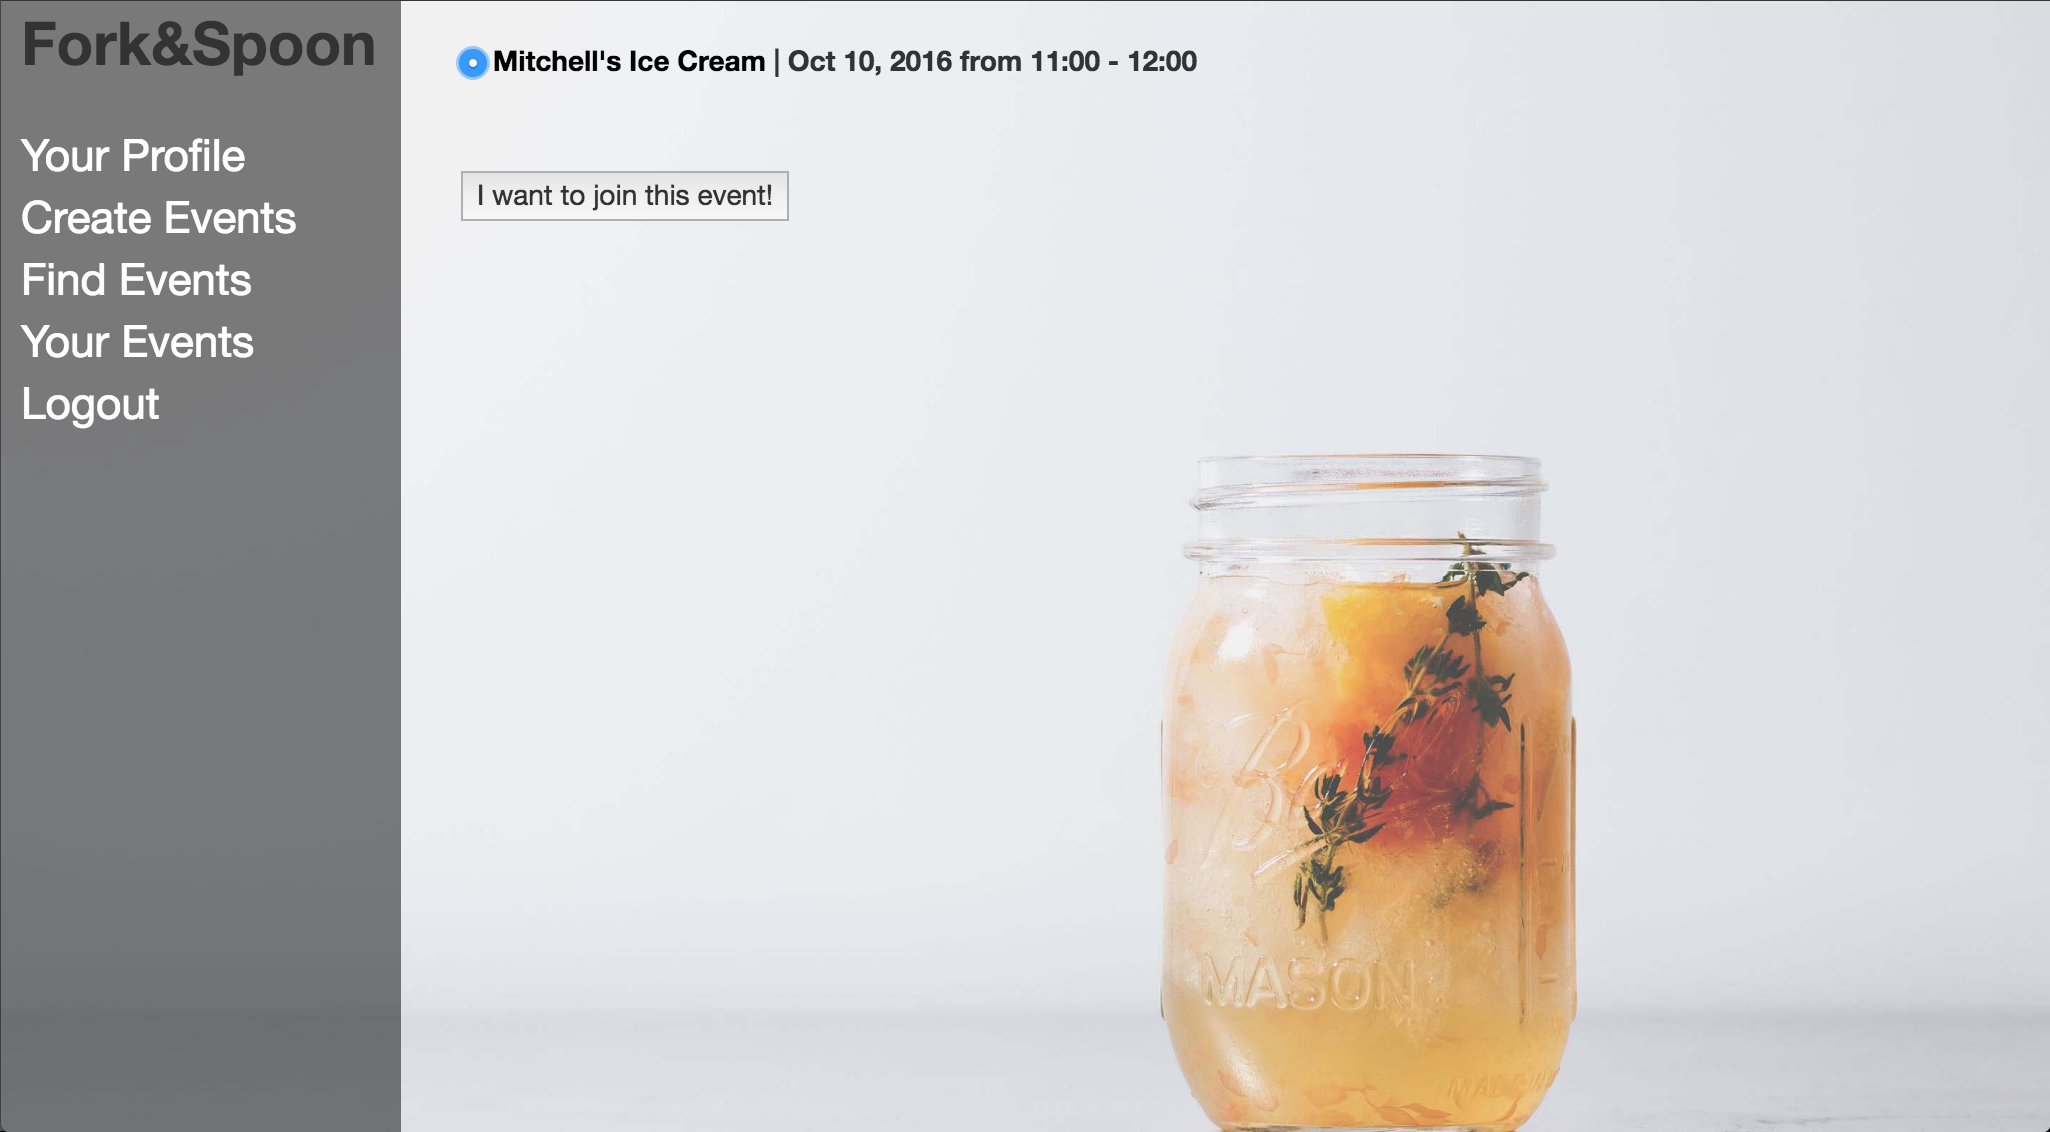 Fork&Spoon
Your Profile
Create Events
Find Events
Your Events
Logout
Mitchell's Ice Cream | Oct 10, 2016 from 11:00 - 12:00
I want to join this event!
Ball
MASON